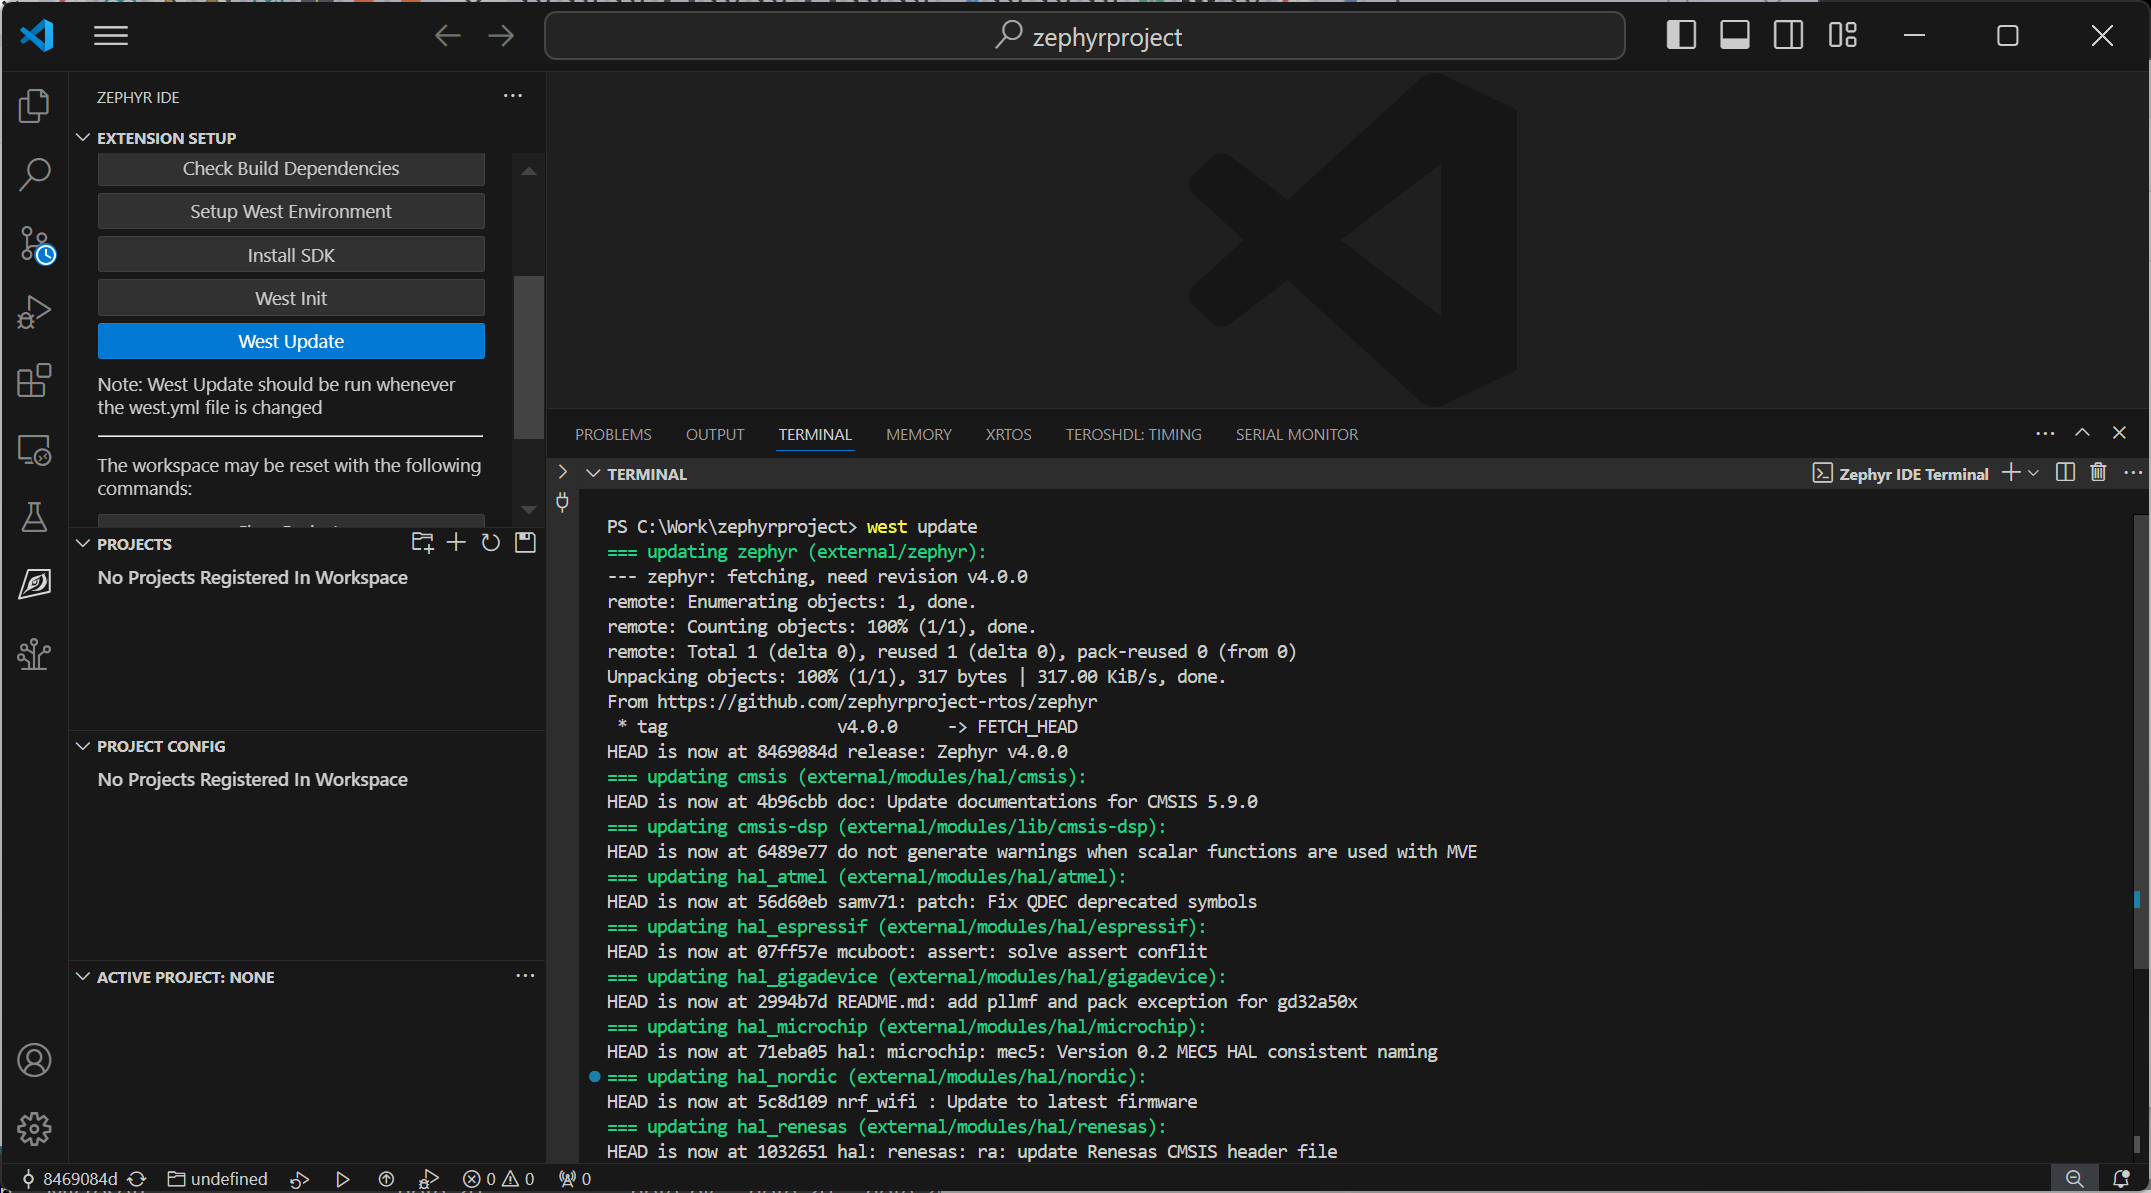 zephyrproject
ZEPHYR IDE
EXTENSION SETUP
Check Build Dependencies
Setup West Environment
Install SDK
West Init
West Update
Note: West Update should be run whenever
the west.yml file is changed
The workspace may be reset with the following
commands:
PROJECTS
No Projects Registered In Workspace
PROJECT CONFIG
No Projects Registered In Workspace
ACTIVE PROJECT: NONE
PROBLEMS OUTPUT TERMINAL MEMORY XRTOS TEROSHDL: TIMING SERIAL MONITOR
TERMINAL Zephyr IDE Terminal
PS C:\Work\zephyrproject> west update
=== updating zephyr (external/zephyr):
--- zephyr: fetching, need revision v4.0.0
remote: Enumerating objects: 1, done.
remote: Counting objects: 100% (1/1), done.
remote: Total 1 (delta 0), reused 1 (delta 0), pack-reused 0 (from 0)
Unpacking objects: 100% (1/1), 317 bytes | 317.00 KiB/s, done.
From https://github.com/zephyrproject-rtos/zephyr
* tag v4.0.0 -> FETCH_HEAD
HEAD is now at 8469084d release: Zephyr v4.0.0
=== updating cmsis (external/modules/hal/cmsis):
HEAD is now at 4b96cbb doc: Update documentations for CMSIS 5.9.0
=== updating cmsis-dsp (external/modules/lib/cmsis-dsp):
HEAD is now at 6489e77 do not generate warnings when scalar functions are used with MVE
=== updating hal_atmel (external/modules/hal/atmel):
HEAD is now at 56d60eb samv71: patch: Fix QDEC deprecated symbols
=== updating hal_espressif (external/modules/hal/espressif):
HEAD is now at 07ff57e mcuboot: assert: solve assert conflit
=== updating hal_gigadevice (external/modules/hal/gigadevice):
HEAD is now at 2994b7d README.md: add pllmf and pack exception for gd32a50x
=== updating hal_microchip (external/modules/hal/microchip):
HEAD is now at 71eba05 hal: microchip: mec5: Version 0.2 MEC5 HAL consistent naming
=== updating hal_nordic (external/modules/hal/nordic):
HEAD is now at 5c8d109 nrf_wifi : Update to latest firmware
=== updating hal_renesas (external/modules/hal/renesas):
HEAD is now at 1032651 hal: renesas: ra: update Renesas CMSIS header file
8469084d undefined 0 0 0